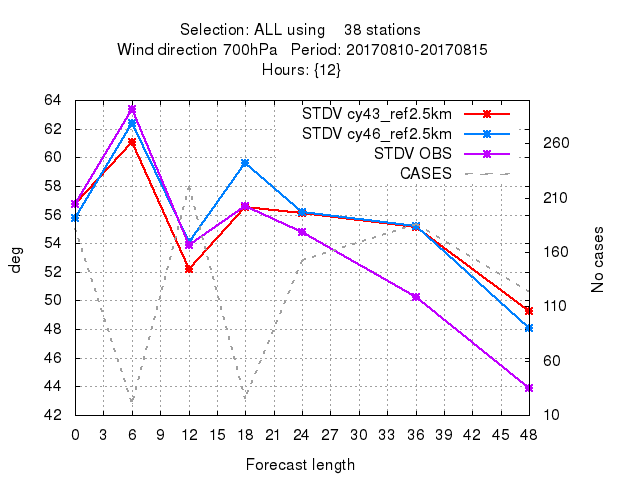 Selection: ALL using    38 stations
Wind direction 700hPa   Period: 20170810-20170815
Hours: {12}
STDV cy43_ref2.5km
STDV cy46_ref2.5km
STDV OBS
CASES
64
62
60
58
56
54
52
50
48
46
44
42
deg
260
210
160
110
60
10
No cases
0 3 6 9 12 15 18 21 24 27 30 33 36 39 42 45 48
Forecast length